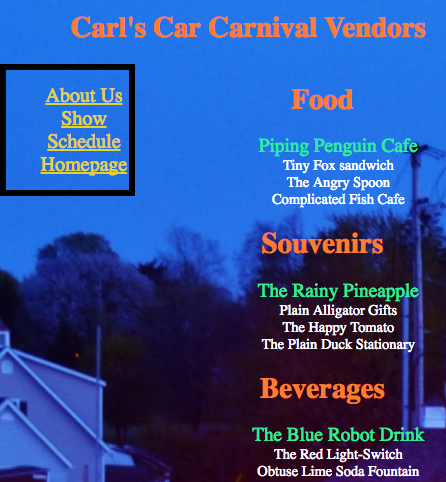 Carl's Car Carnival Vendors
About Us
Show
Schedule
Homepage
Food
Piping Penguin Cafe
Tiny Fox sandwich
The Angry Spoon
Complicated Fish Cafe
Souvenirs
The Rainy Pineapple
Plain Alligator Gifts
The Happy Tomato
The Plain Duck Stationary
Beverages
The Blue Robot Drink
The Red Light-Switch
Obtuse Lime Soda Fountain